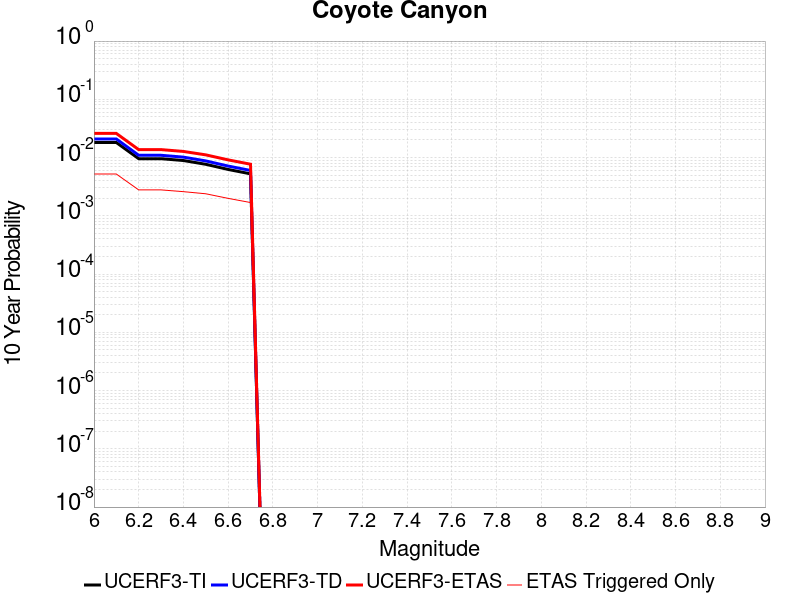 Coyote Canyon
10 Year Probability
10^0
10^-1
10^-2
10^-3
10^-4
10^-5
10^-6
10^-7
10^-8
6 6.2 6.4 6.6 6.8 7 7.2 7.4 7.6 7.8 8 8.2 8.4 8.6 8.8 9
Magnitude
UCERF3-TI UCERF3-TD UCERF3-ETAS ETAS Triggered Only